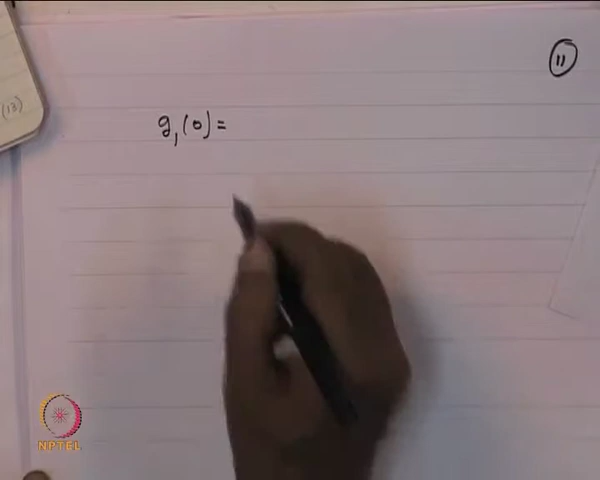 (13)
11
g₁(0) =
NPTEL